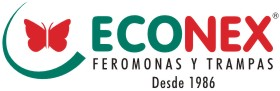 ECONEX®
FEROMONAS Y TRAMPAS
Desde 1986